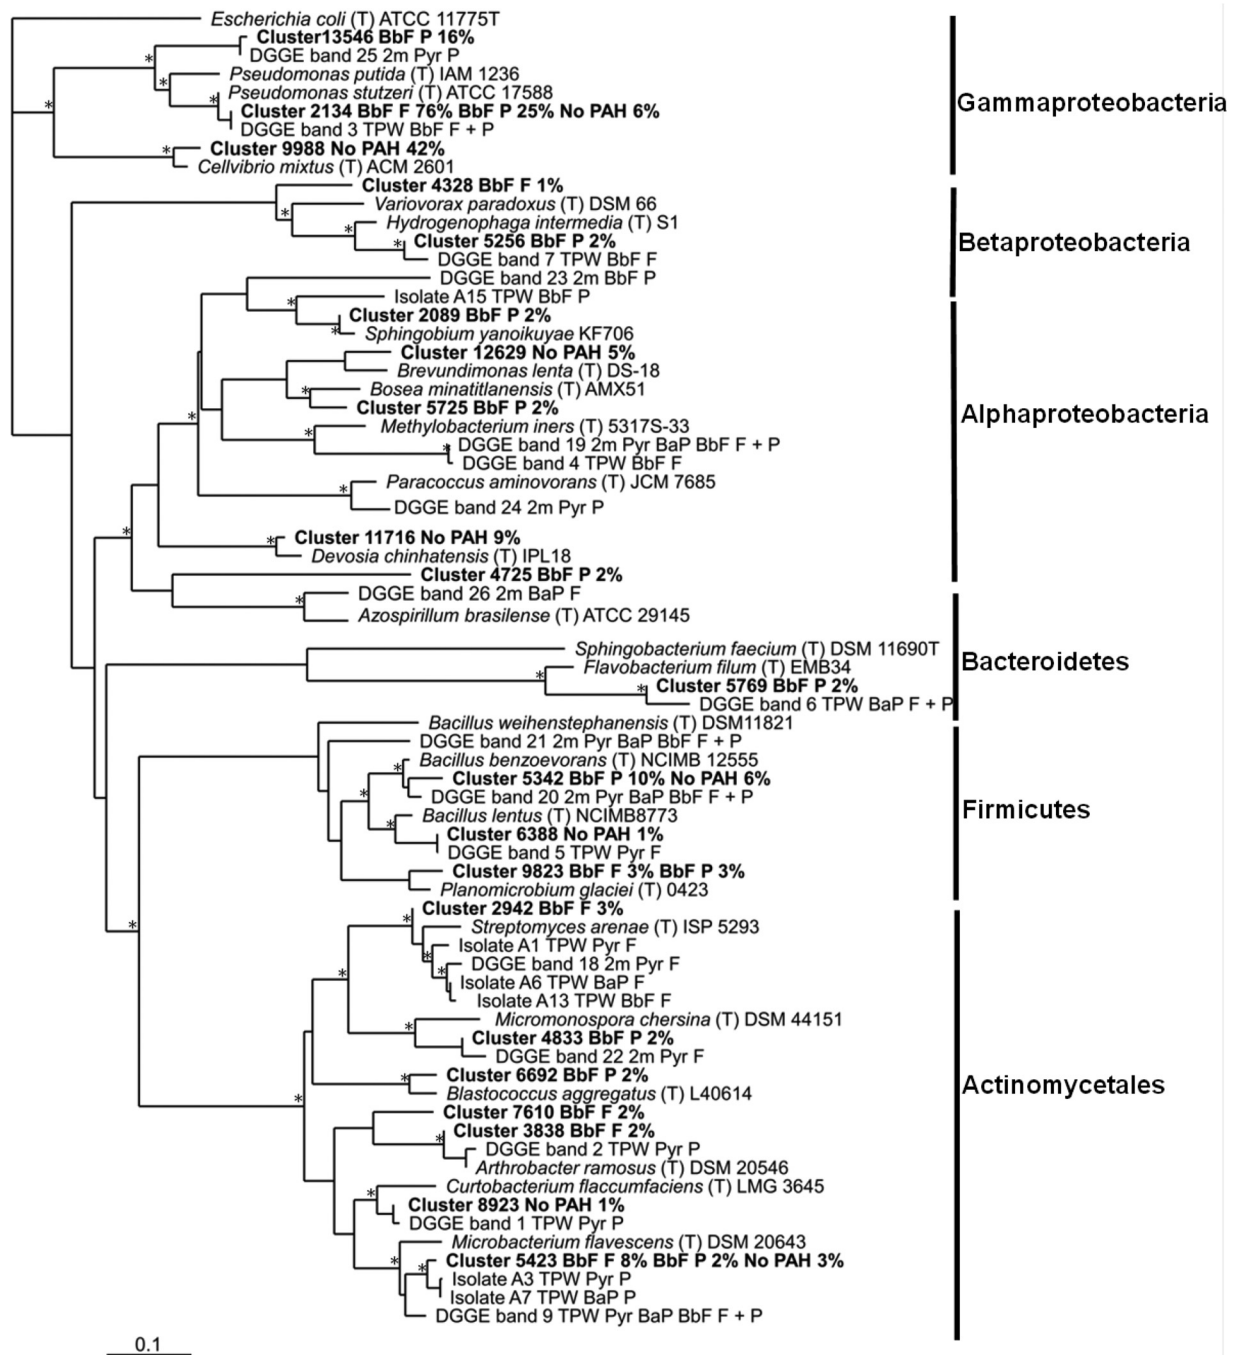 Escherichia coli (T) ATCC 11775T
Cluster13546 BbF P 16%
DGGE band 25 2m Pyr P
Pseudomonas putida (T) IAM 1236
Pseudomonas stutzeri (T) ATCC 17588
Cluster 2134 BbF F 76% BbF P 25% No PAH 6%
DGGE band 3 TPW BbF F + P
Cluster 9988 No PAH 42%
Cellvibrio mixtus (T) ACM 2601
Gammaproteobacteria
Cluster 4328 BbF F 1%
Variovorax paradoxus (T) DSM 66
Hydrogenophaga intermedia (T) S1
Cluster 5256 BbF P 2%
DGGE band 7 TPW BbF F
Betaproteobacteria
DGGE band 23 2m BbF P
Isolate A15 TPW BbF P
Cluster 2089 BbF P 2%
Sphingobium yanoikuyae KF706
Cluster 12629 No PAH 5%
Brevundimonas lenta (T) DS-18
Bosea minatitlanensis (T) AMX51
Cluster 5725 BbF P 2%
Methylobacterium iners (T) 5317S-33
DGGE band 19 2m Pyr BaP BbF F + P
DGGE band 4 TPW BbF F
Paracoccus aminovorans (T) JCM 7685
DGGE band 24 2m Pyr P
Cluster 11716 No PAH 9%
Devosia chinhatensis (T) IPL18
Cluster 4725 BbF P 2%
DGGE band 26 2m BaP F
Azospirillum brasilense (T) ATCC 29145
Alphaproteobacteria
Sphingobacterium faecium (T) DSM 11690T
Flavobacterium filum (T) EMB34
Cluster 5769 BbF P 2%
DGGE band 6 TPW BaP F + P
Bacteroidetes
Bacillus weihenstephanensis (T) DSM11821
DGGE band 21 2m Pyr BaP BbF F + P
Bacillus benzoevorans (T) NCIMB 12555
Cluster 5342 BbF P 10% No PAH 6%
DGGE band 20 2m Pyr BaP BbF F + P
Bacillus lentus (T) NCIMB8773
Cluster 6388 No PAH 1%
DGGE band 5 TPW Pyr F
Cluster 9823 BbF F 3% BbF P 3%
Planomicrobium glaciei (T) 0423
Firmicutes
Cluster 2942 BbF F 3%
Streptomyces arenae (T) ISP 5293
Isolate A1 TPW Pyr F
DGGE band 18 2m Pyr F
Isolate A6 TPW BaP F
Isolate A13 TPW BbF F
Micromonospora chersina (T) DSM 44151
Cluster 4833 BbF P 2%
DGGE band 22 2m Pyr F
Cluster 6692 BbF P 2%
Blastococcus aggregatus (T) L40614
Cluster 7610 BbF F 2%
Cluster 3838 BbF F 2%
DGGE band 2 TPW Pyr P
Arthrobacter ramosus (T) DSM 20546
Curtobacterium flaccumfaciens (T) LMG 3645
Cluster 8923 No PAH 1%
DGGE band 1 TPW Pyr P
Microbacterium flavescens (T) DSM 20643
Cluster 5423 BbF F 8% BbF P 2% No PAH 3%
Isolate A3 TPW Pyr P
Isolate A7 TPW BaP P
DGGE band 9 TPW Pyr BaP BbF F + P
Actinomycetales
0.1